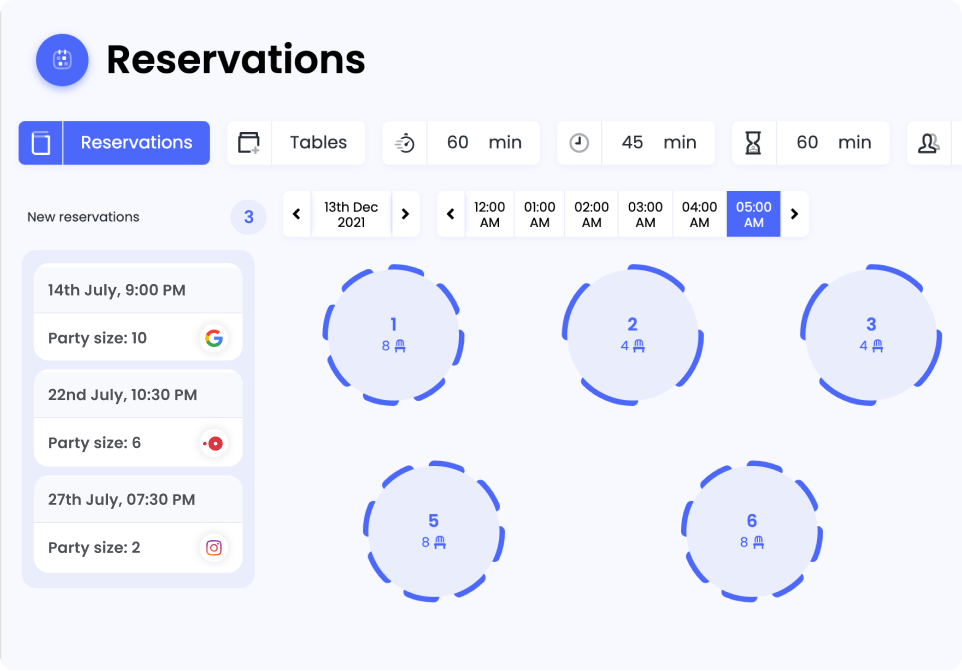 Reservations
Reservations
Tables
60 min
45 min
60 min
New reservations
3
13th Dec
2021
12:00
AM
01:00
AM
02:00
AM
03:00
AM
04:00
AM
05:00
AM
14th July, 9:00 PM
Party size: 10
22nd July, 10:30 PM
Party size: 6
27th July, 07:30 PM
Party size: 2
1
8
2
4
3
4
5
8
6
8